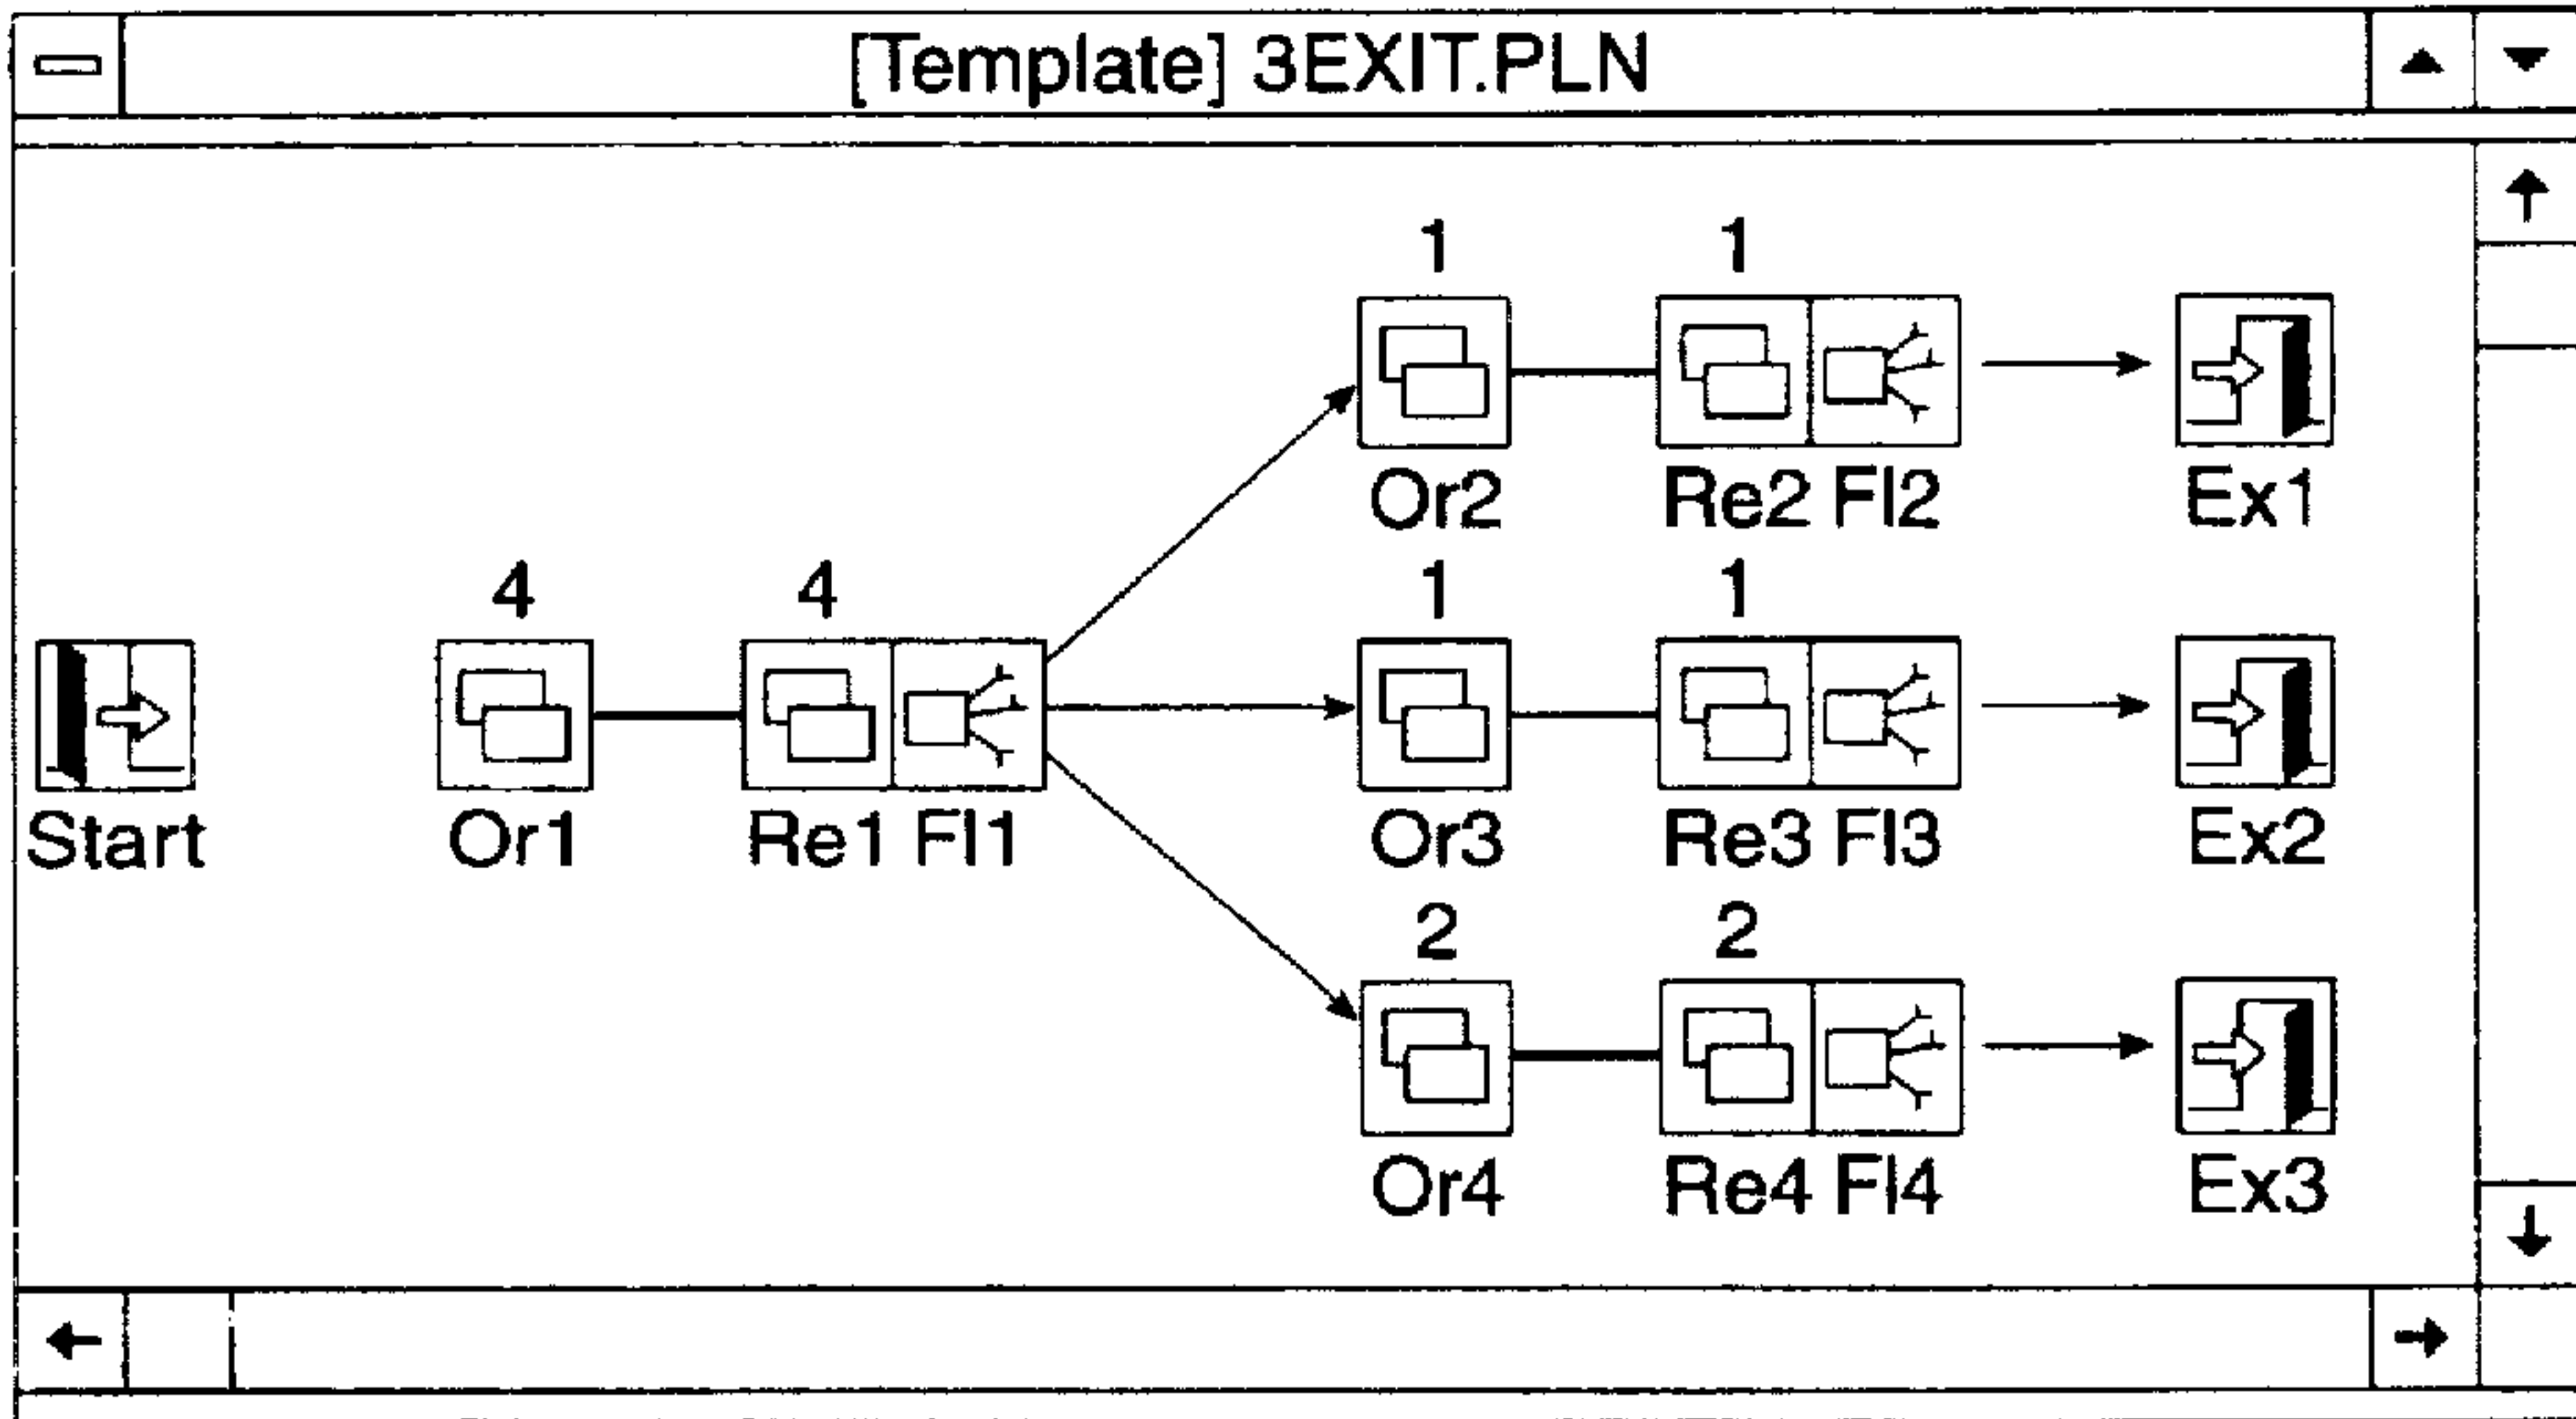 [Template] 3EXIT.PLN
1 1
Or2 Re2 Fl2 Ex1
4 4 1 1
Start Or1 Re1 Fl1 Or3 Re3 Fl3 Ex2
2 2
Or4 Re4 Fl4 Ex3